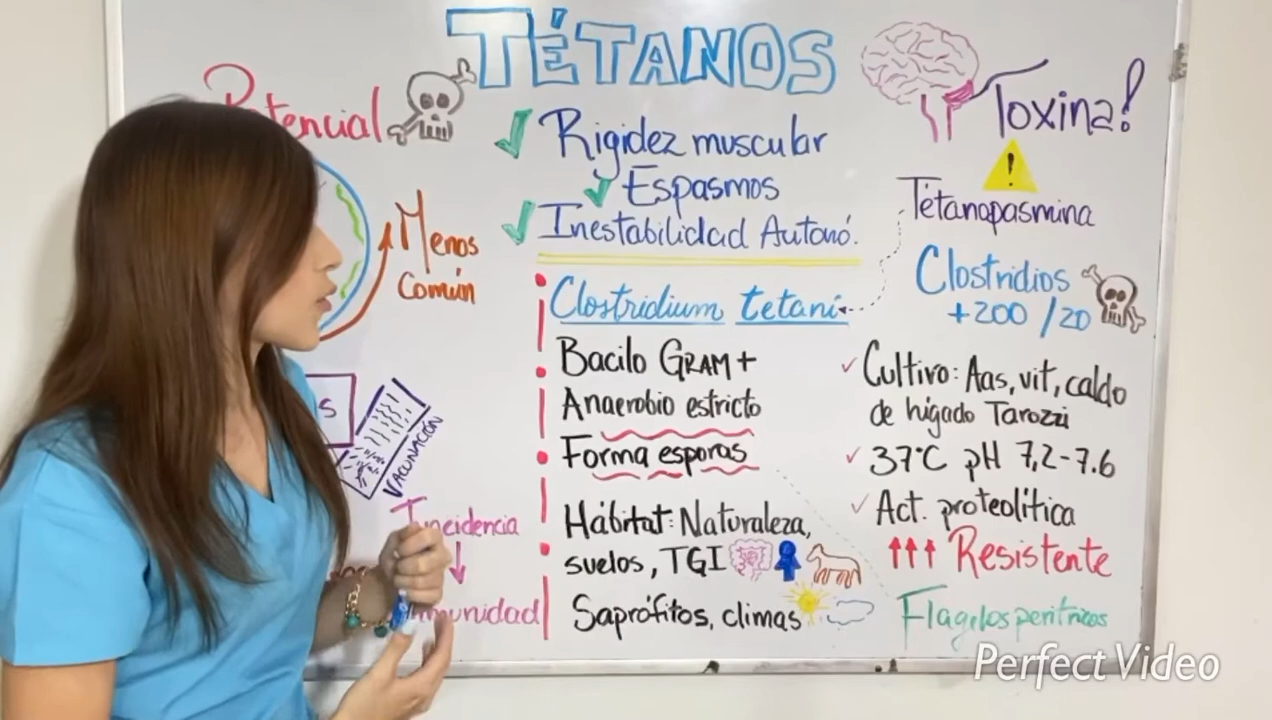 TÉTANOS
Potencial
Menos
Común
VACUNACIÓN
Incidencia
✓ Rigidez muscular
✓ Espasmos
✓ Inestabilidad Autonó.
Clostridium tetani
Bacilo GRAM+
Anaerobio estricto
Forma esporas
Hábitat: Naturaleza,
suelos, TGI
Saprófitos, climas
Toxina!
!
Tetanopasmina
Clostridios
+200 / 20
✓ Cultivo: Aas, vit, caldo
de hígado Tarozzi
✓ 37°C pH 7,2-7.6
✓ Act. proteolítica
↑↑↑ Resistente
Flagelos peritricos
Perfect Video